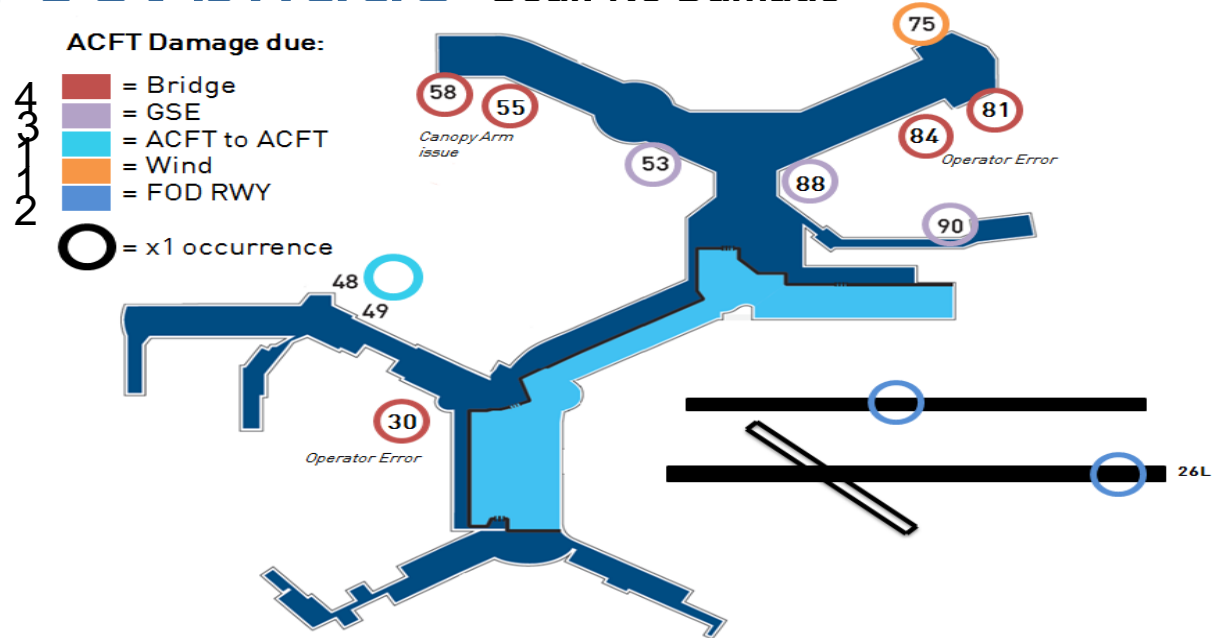 ACFT Damage due:
4 = Bridge
3 = GSE
1 = ACFT to ACFT
1 = Wind
2 = FOD RWY
= x1 occurrence
75
58
55
Canopy Arm
issue
81
84
Operator Error
53
88
90
48
49
30
Operator Error
26L